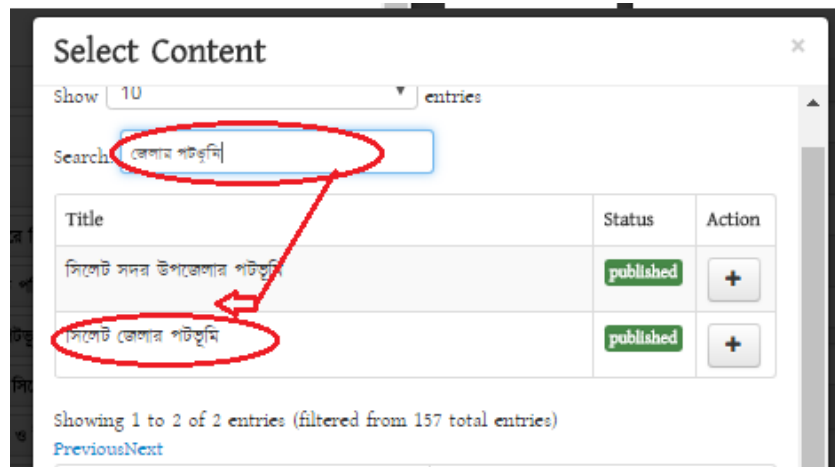 Select Content ×
Show 10 entries
Search: জেলার পটভূমি
Title Status Action
সিলেট সদর উপজেলার পটভূমি published +
সিলেট জেলার পটভূমি published +
Showing 1 to 2 of 2 entries (filtered from 157 total entries)
PreviousNext